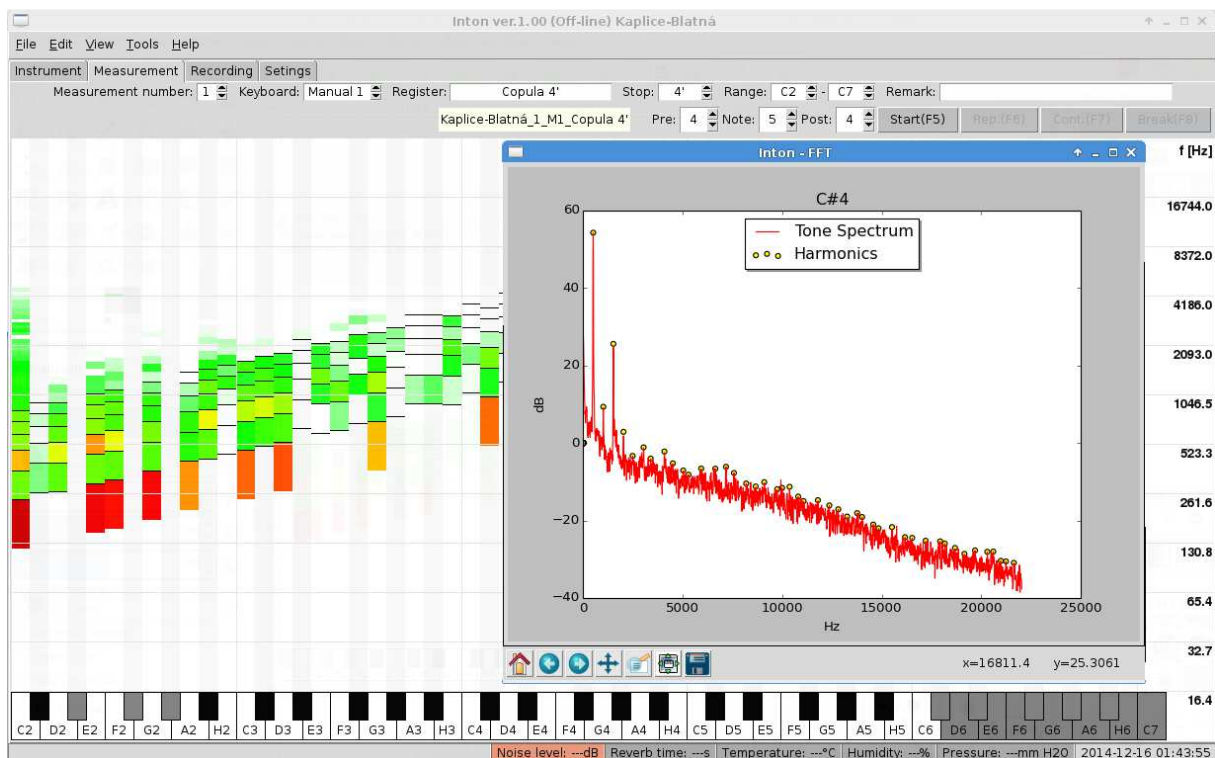 Inton ver.1.00 (Off-line) Kaplice-Blatná
File Edit View Tools Help
Instrument Measurement Recording Setings
Measurement number: 1 Keyboard: Manual 1 Register: Copula 4' Stop: 4' Range: C2 - C7 Remark:
Kaplice-Blatná_1_M1_Copula 4' Pre: 4 Note: 5 Post: 4 Start(F5) Rep.(F6) Cont.(F7) Break(F8)
Inton - FFT
f [Hz]
C#4
Tone Spectrum
Harmonics
60
40
20
0
−20
−40
dB
0 5000 10000 15000 20000 25000
Hz
x=16811.4 y=25.3061
16744.0
8372.0
4186.0
2093.0
1046.5
523.3
261.6
130.8
65.4
32.7
16.4
C2 D2 E2 F2 G2 A2 H2 C3 D3 E3 F3 G3 A3 H3 C4 D4 E4 F4 G4 A4 H4 C5 D5 E5 F5 G5 A5 H5 C6 D6 E6 F6 G6 A6 H6 C7
Noise level: ---dB Reverb time: ---s Temperature: ---°C Humidity: ---% Pressure: ---mm H20 2014-12-16 01:43:55